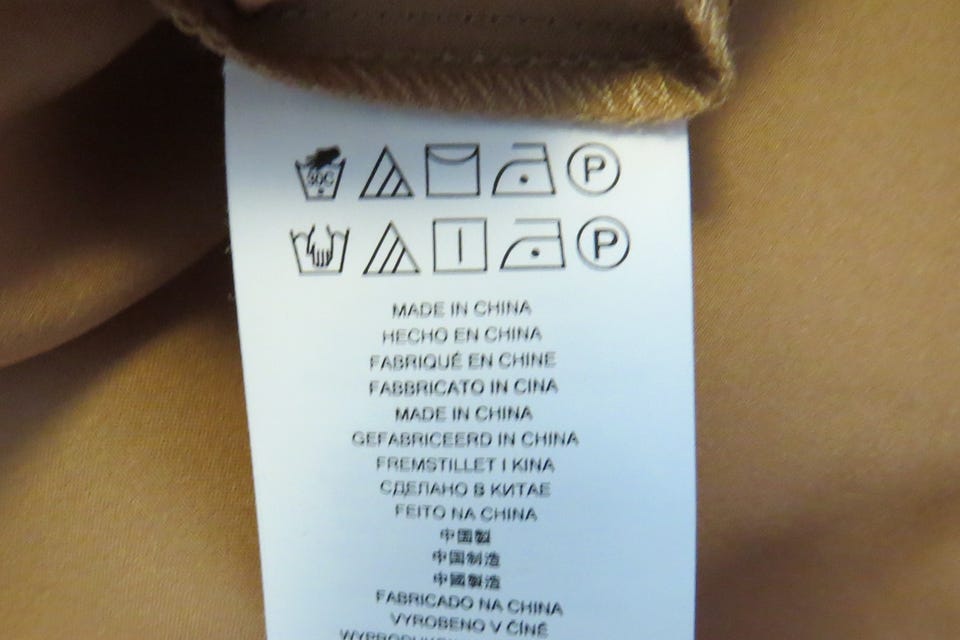 30C P
P
MADE IN CHINA
HECHO EN CHINA
FABRIQUÉ EN CHINE
FABBRICATO IN CINA
MADE IN CHINA
GEFABRICEERD IN CHINA
FREMSTILLET I KINA
СДЕЛАНО В КИТАЕ
FEITO NA CHINA
中国製
中国制造
中國製造
FABRICADO NA CHINA
VYROBENO V ČÍNĚ